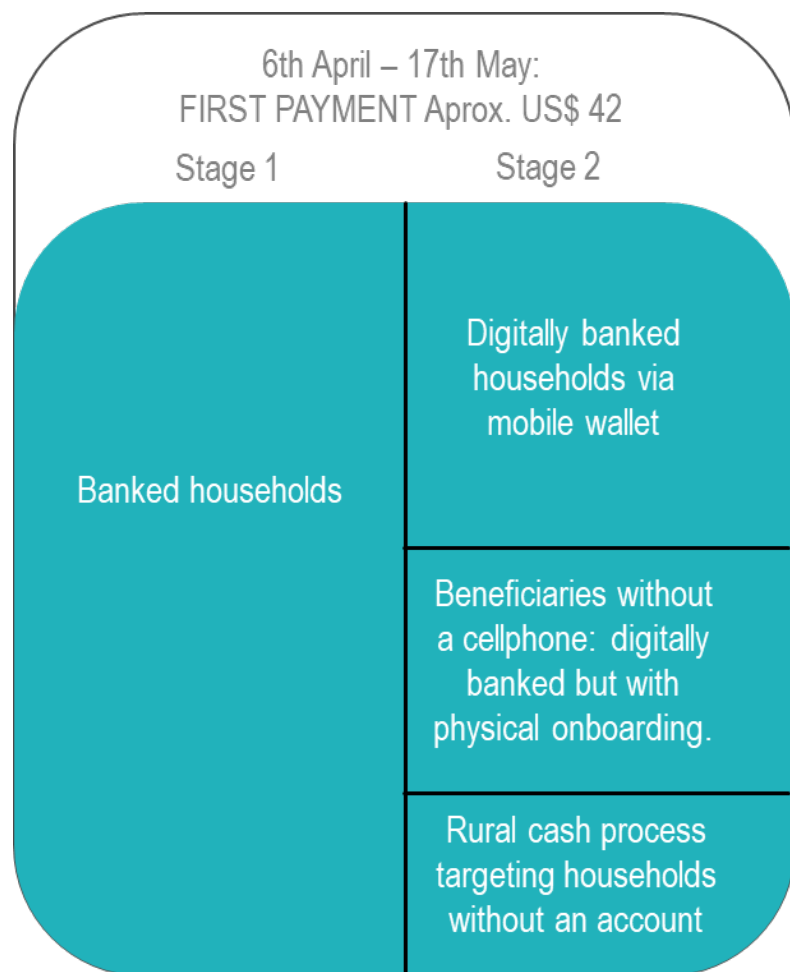 6th April – 17th May:
FIRST PAYMENT Aprox. US$ 42
Stage 1
Stage 2
Banked households
Digitally banked
households via
mobile wallet
Beneficiaries without
a cellphone: digitally
banked but with
physical onboarding.
Rural cash process
targeting households
without an account